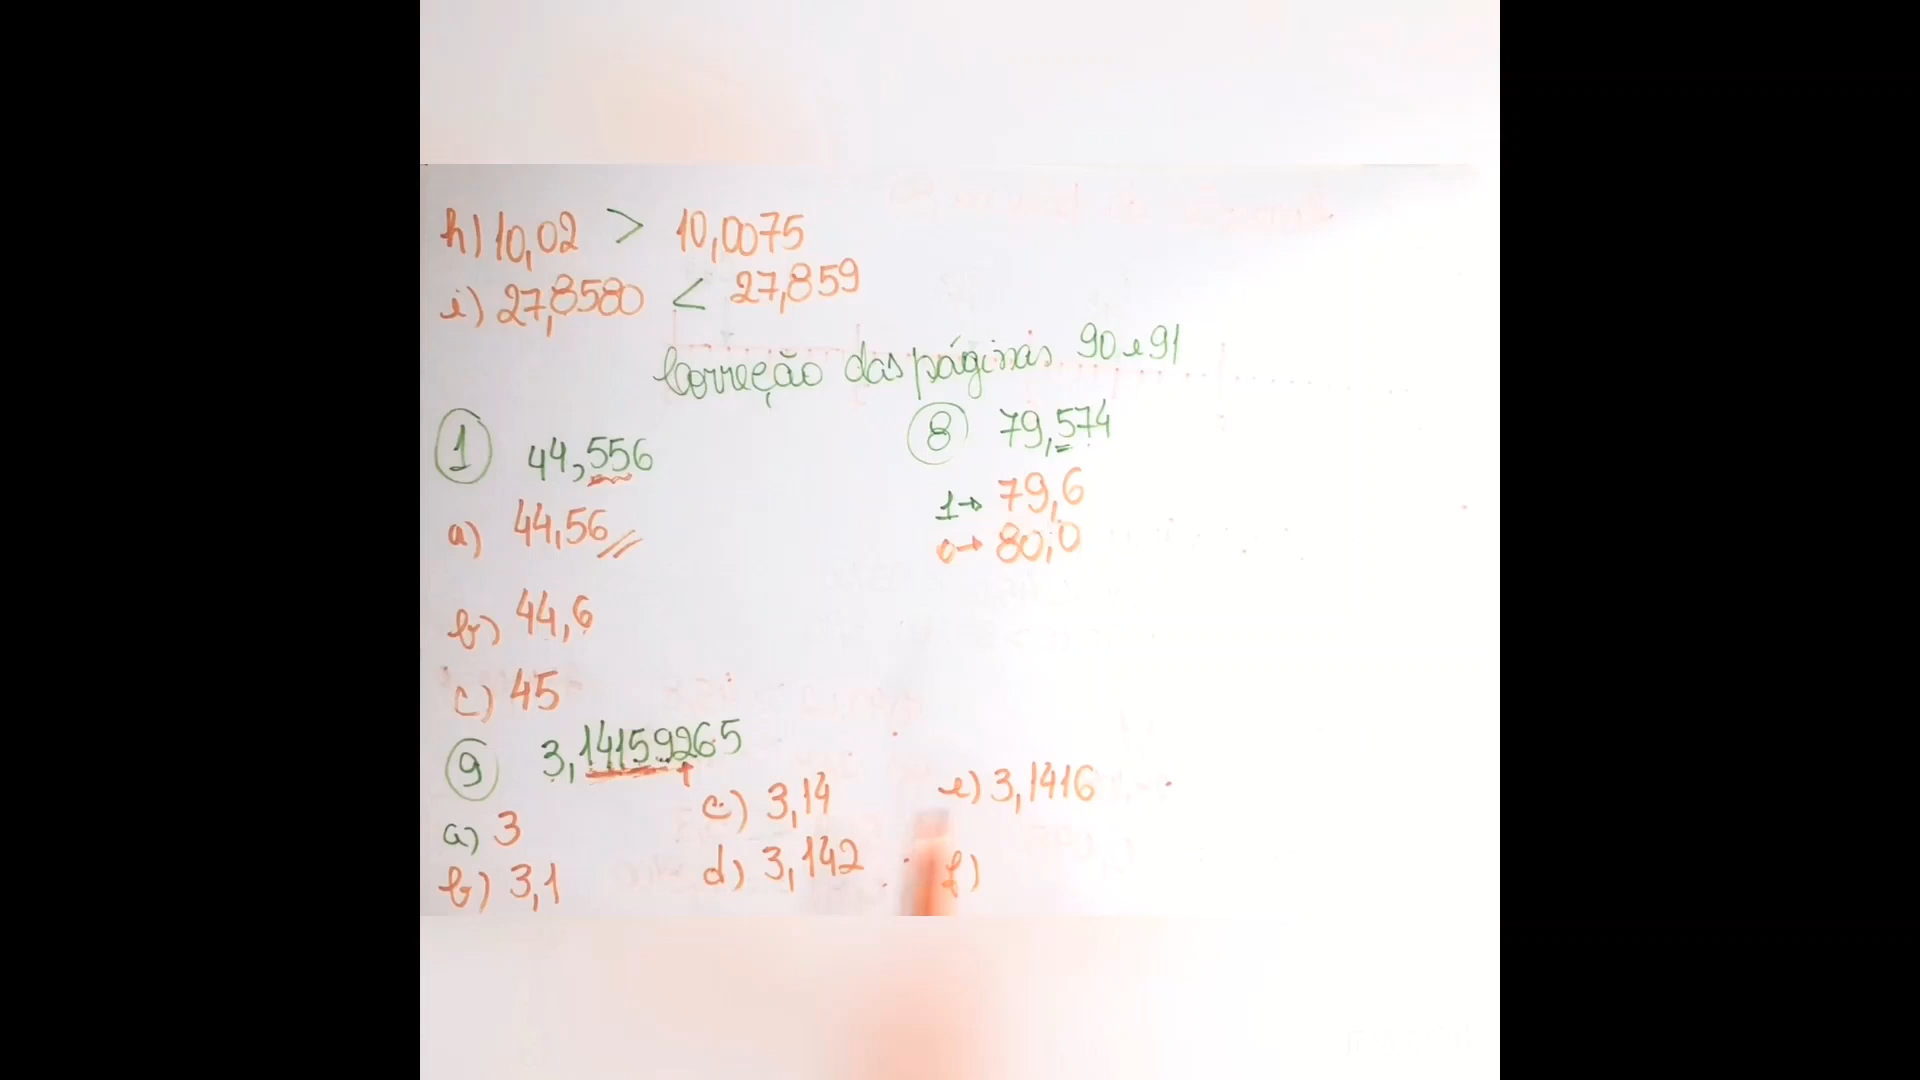 h) 10,02 > 10,0075
i) 27,8580 < 27,859
Correção das páginas 90 e 91
1 44,556
a) 44,56
b) 44,6
c) 45
8 79,574
1→ 79,6
0→ 80,0
9 3,14159265
a) 3
b) 3,1
c) 3,14
d) 3,142
e) 3,1416
f)